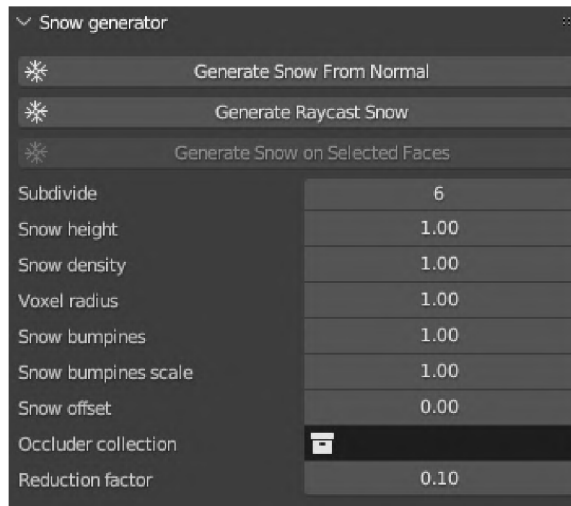 Snow generator
Generate Snow From Normal
Generate Raycast Snow
Generate Snow on Selected Faces
Subdivide 6
Snow height 1.00
Snow density 1.00
Voxel radius 1.00
Snow bumpines 1.00
Snow bumpines scale 1.00
Snow offset 0.00
Occluder collection
Reduction factor 0.10